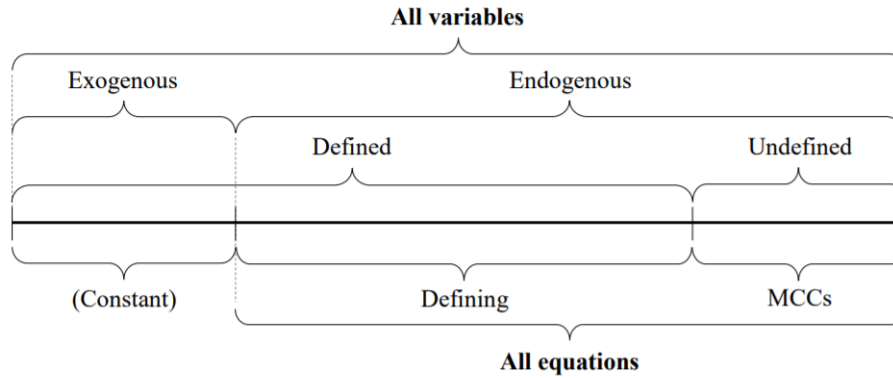 All variables
Exogenous Endogenous
Defined Undefined
(Constant) Defining MCCs
All equations